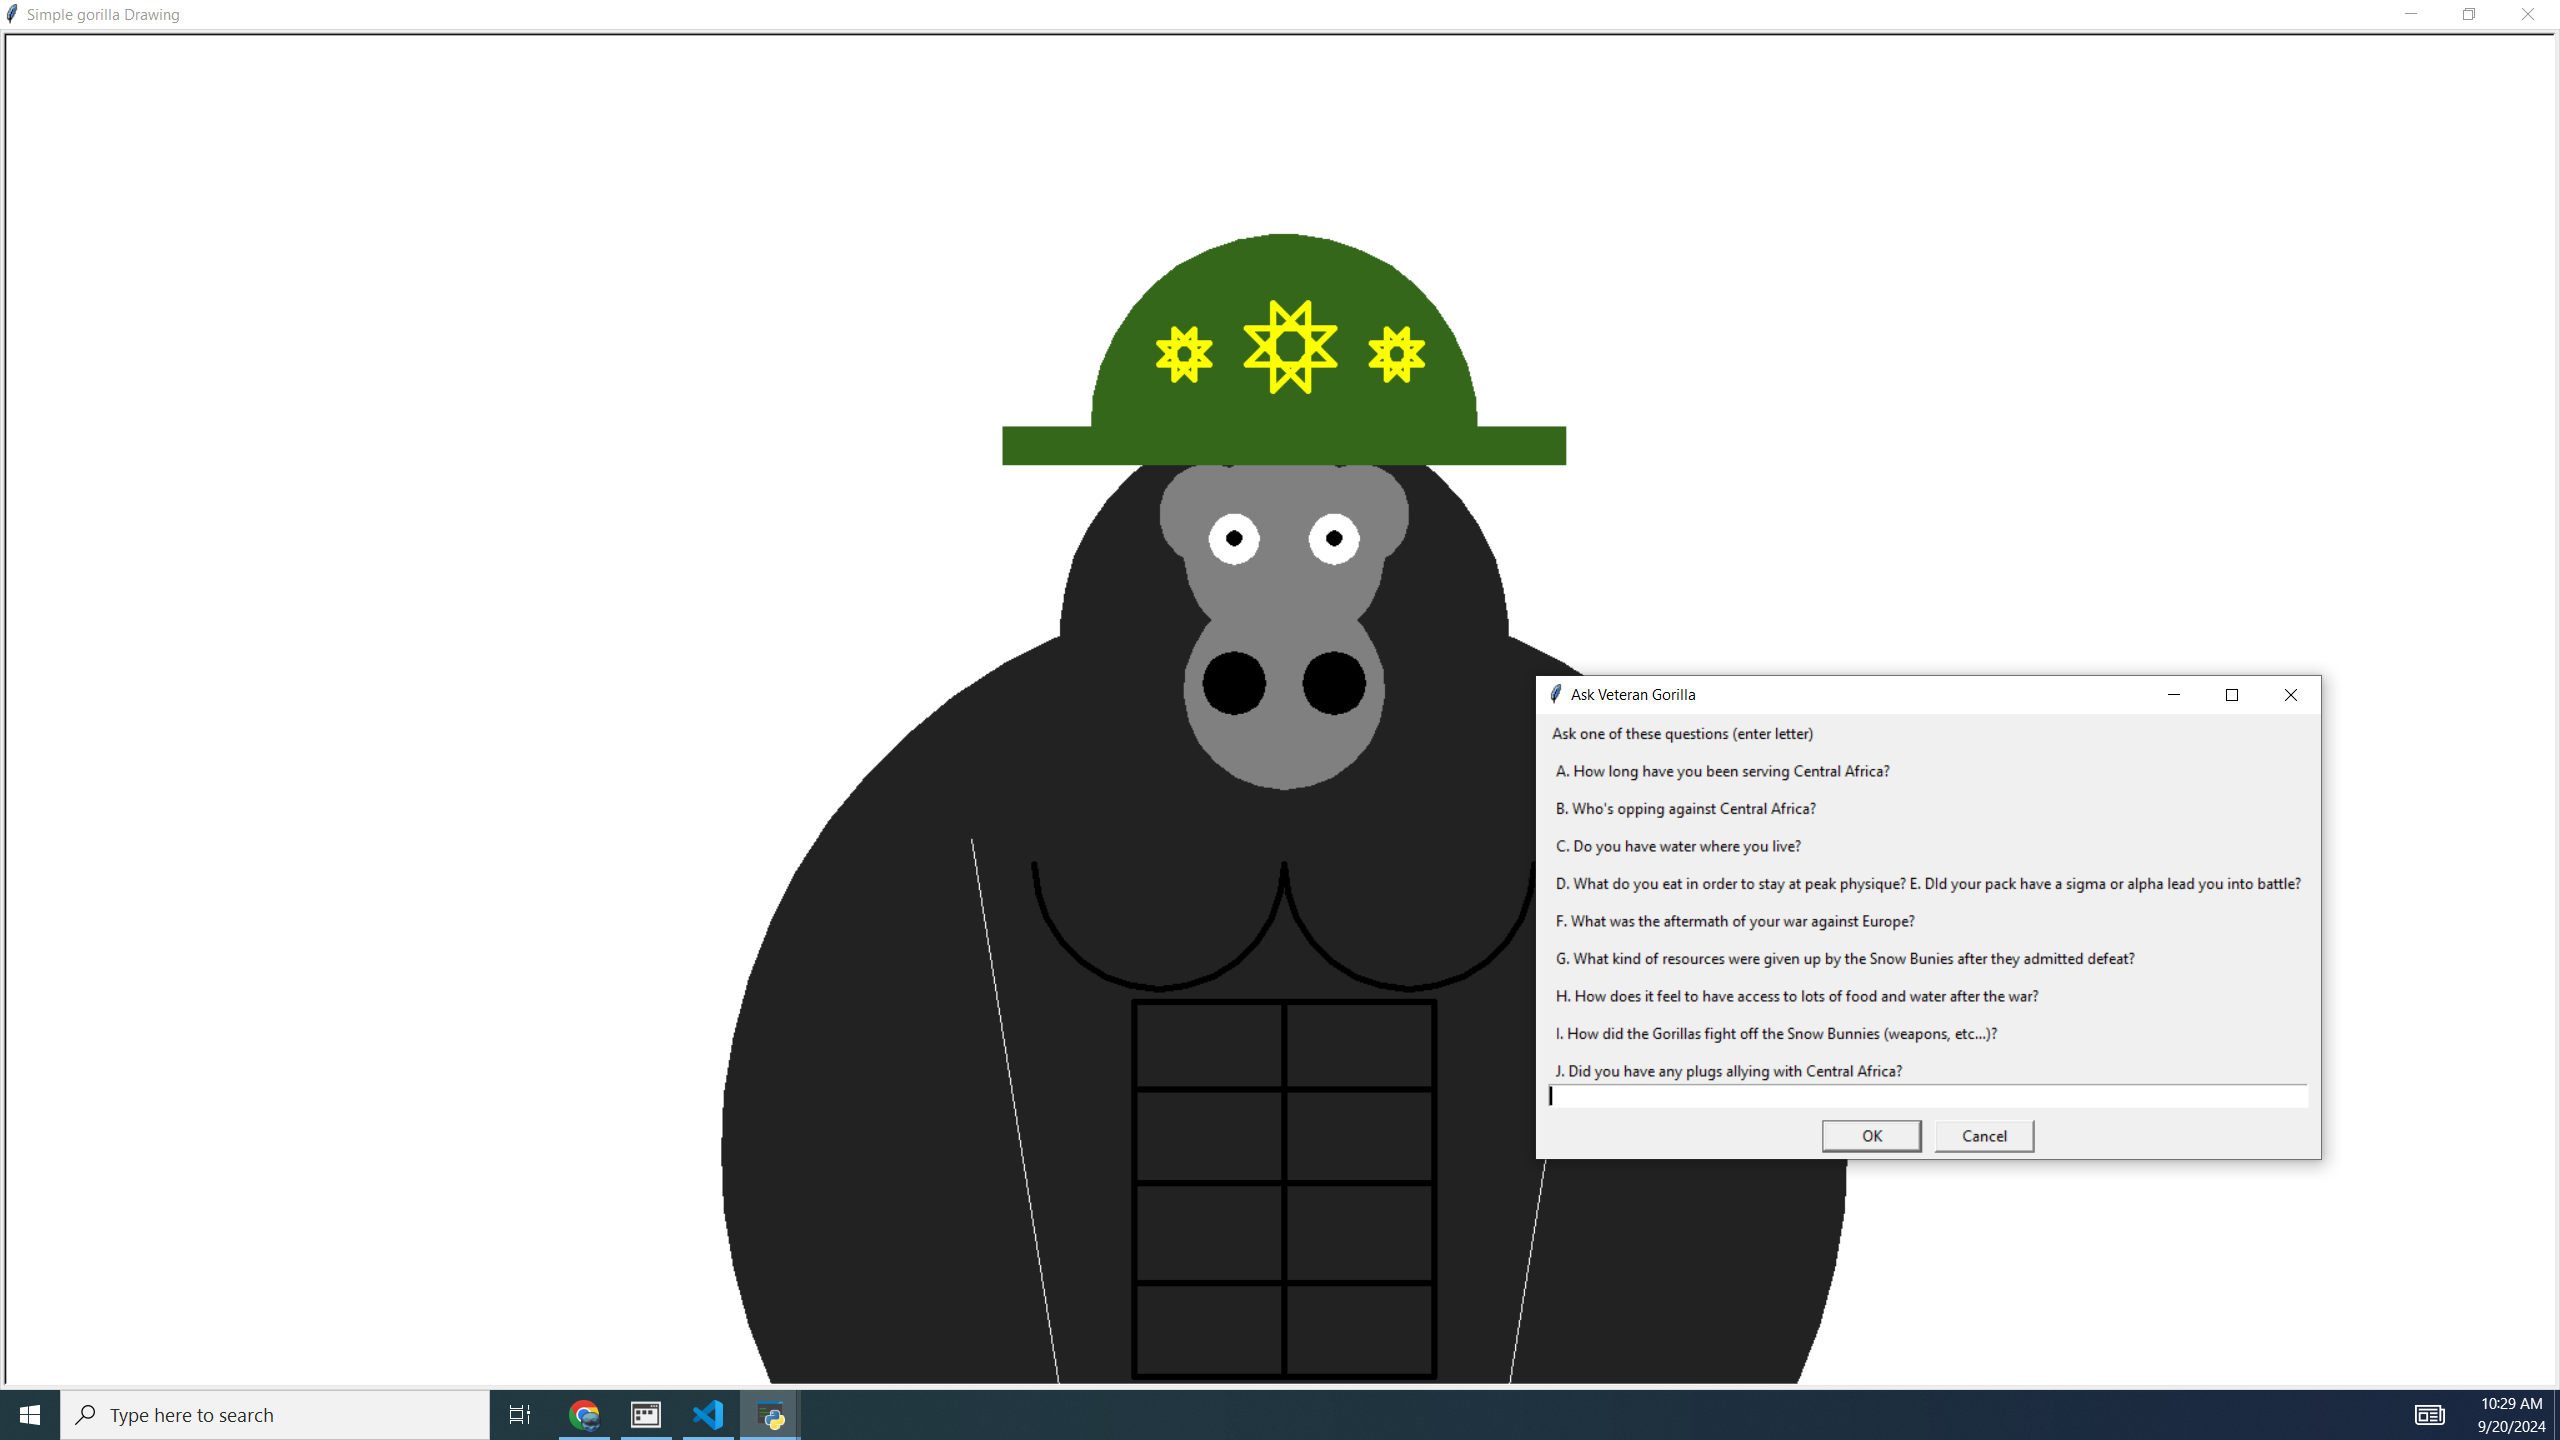 Simple gorilla Drawing
Ask Veteran Gorilla
Ask one of these questions (enter letter)
A. How long have you been serving Central Africa?
B. Who's opping against Central Africa?
C. Do you have water where you live?
D. What do you eat in order to stay at peak physique? E. DId your pack have a sigma or alpha lead you into battle?
F. What was the aftermath of your war against Europe?
G. What kind of resources were given up by the Snow Bunies after they admitted defeat?
H. How does it feel to have access to lots of food and water after the war?
I. How did the Gorillas fight off the Snow Bunnies (weapons, etc...)?
J. Did you have any plugs allying with Central Africa?
OK Cancel
Type here to search
10:29 AM
9/20/2024